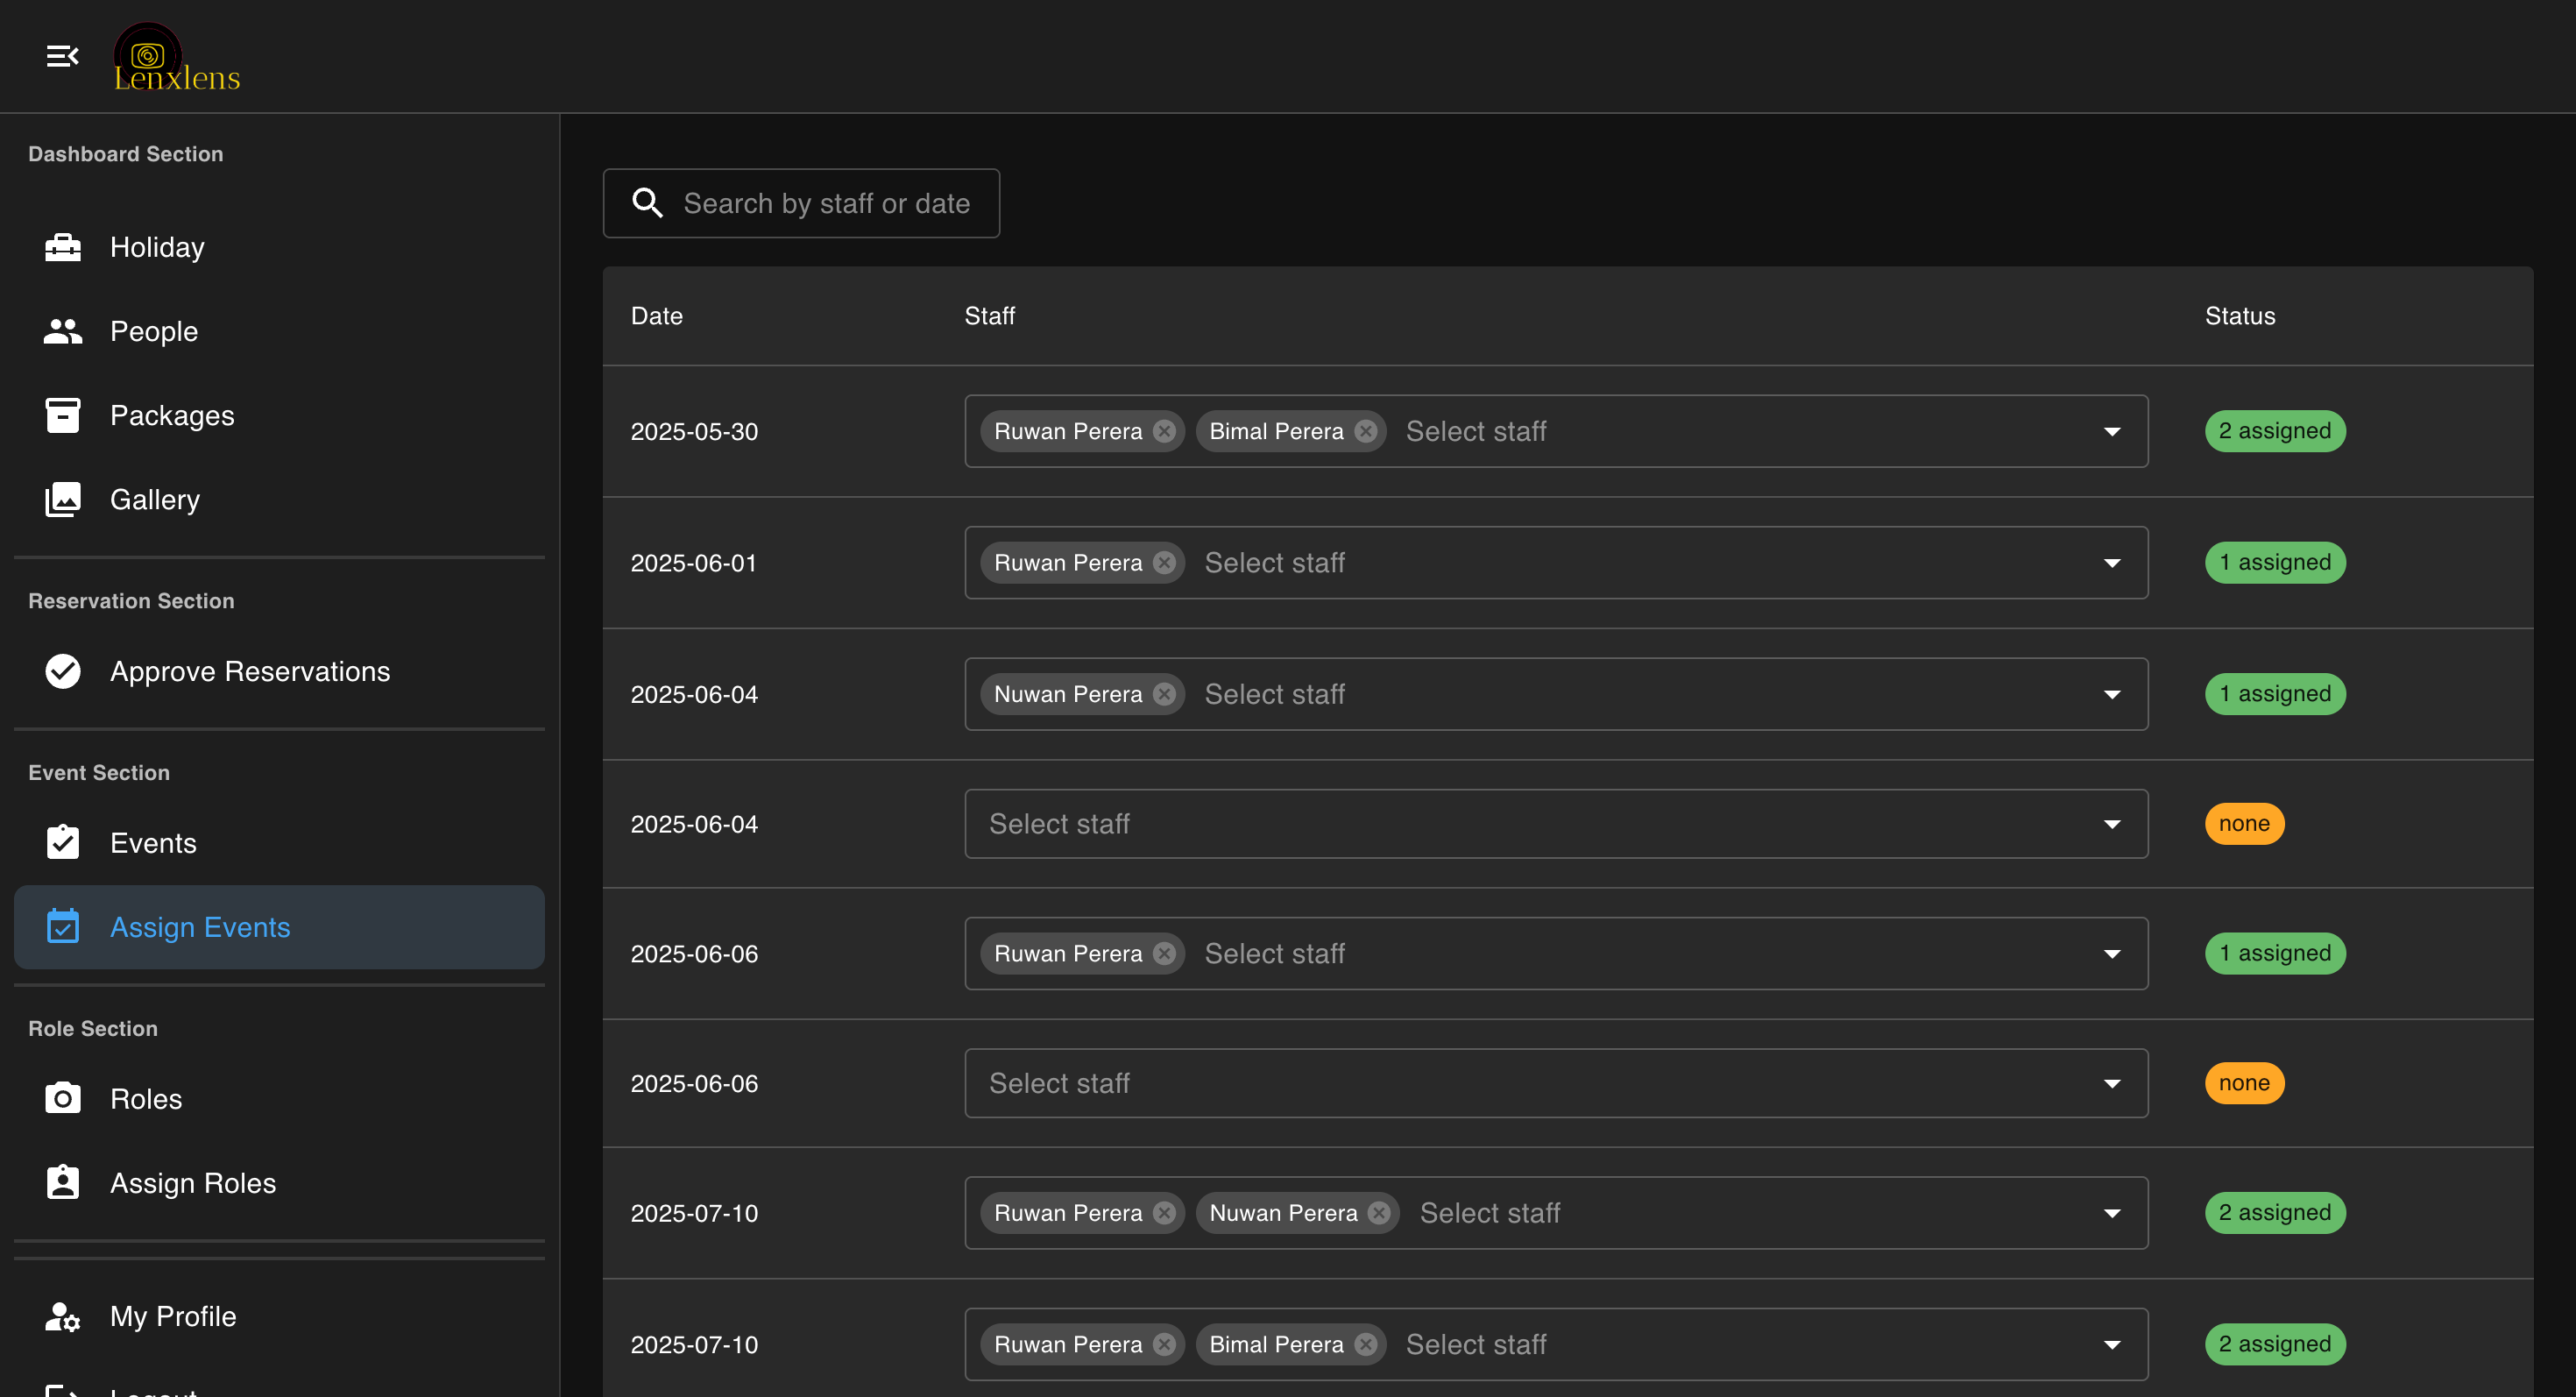 Lenxlens
Dashboard Section
Holiday
People
Packages
Gallery
Reservation Section
Approve Reservations
Event Section
Events
Assign Events
Role Section
Roles
Assign Roles
My Profile
Logout
Search by staff or date
Date Staff Status
2025-05-30 Ruwan Perera Bimal Perera Select staff 2 assigned
2025-06-01 Ruwan Perera Select staff 1 assigned
2025-06-04 Nuwan Perera Select staff 1 assigned
2025-06-04 Select staff none
2025-06-06 Ruwan Perera Select staff 1 assigned
2025-06-06 Select staff none
2025-07-10 Ruwan Perera Nuwan Perera Select staff 2 assigned
2025-07-10 Ruwan Perera Bimal Perera Select staff 2 assigned